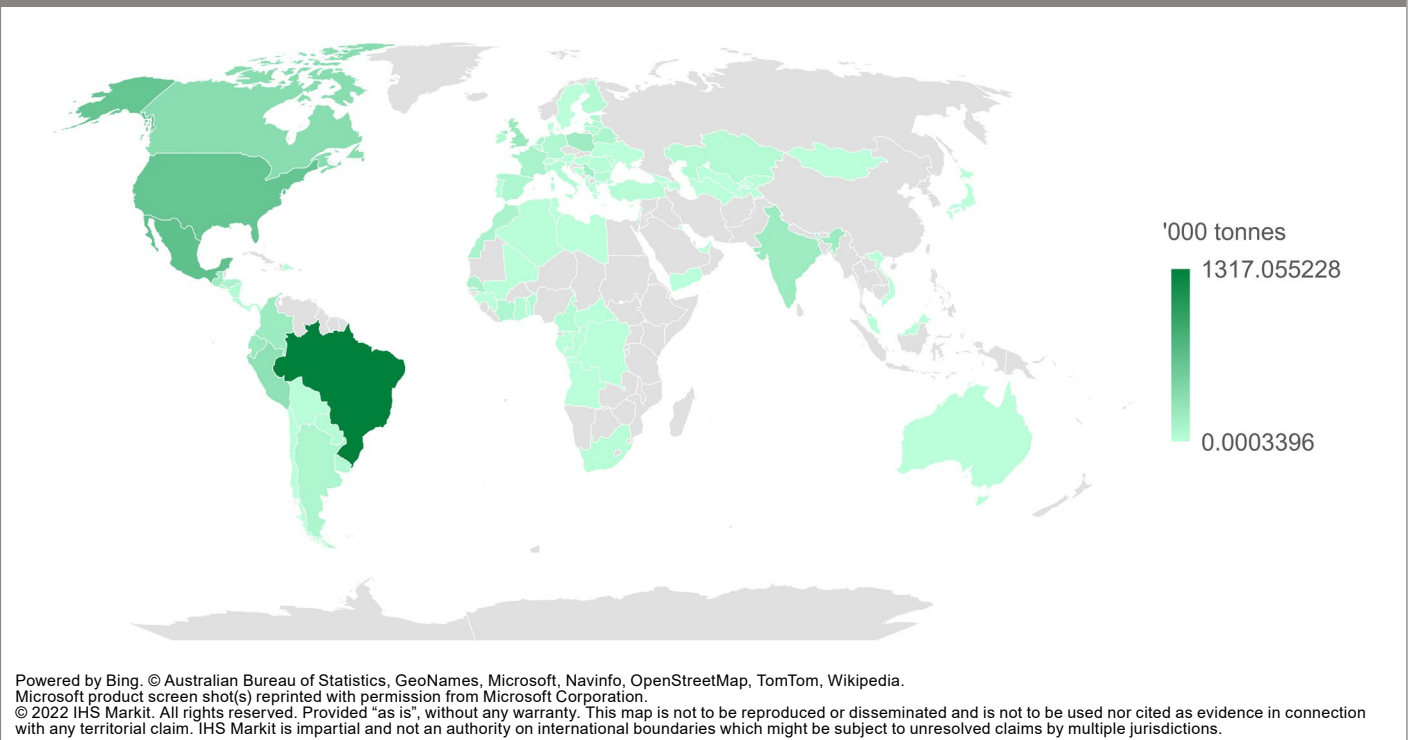 '000 tonnes
1317.055228
0.0003396
Powered by Bing. © Australian Bureau of Statistics, GeoNames, Microsoft, Navinfo, OpenStreetMap, TomTom, Wikipedia.
Microsoft product screen shot(s) reprinted with permission from Microsoft Corporation.
© 2022 IHS Markit. All rights reserved. Provided “as is”, without any warranty. This map is not to be reproduced or disseminated and is not to be used nor cited as evidence in connection
with any territorial claim. IHS Markit is impartial and not an authority on international boundaries which might be subject to unresolved claims by multiple jurisdictions.